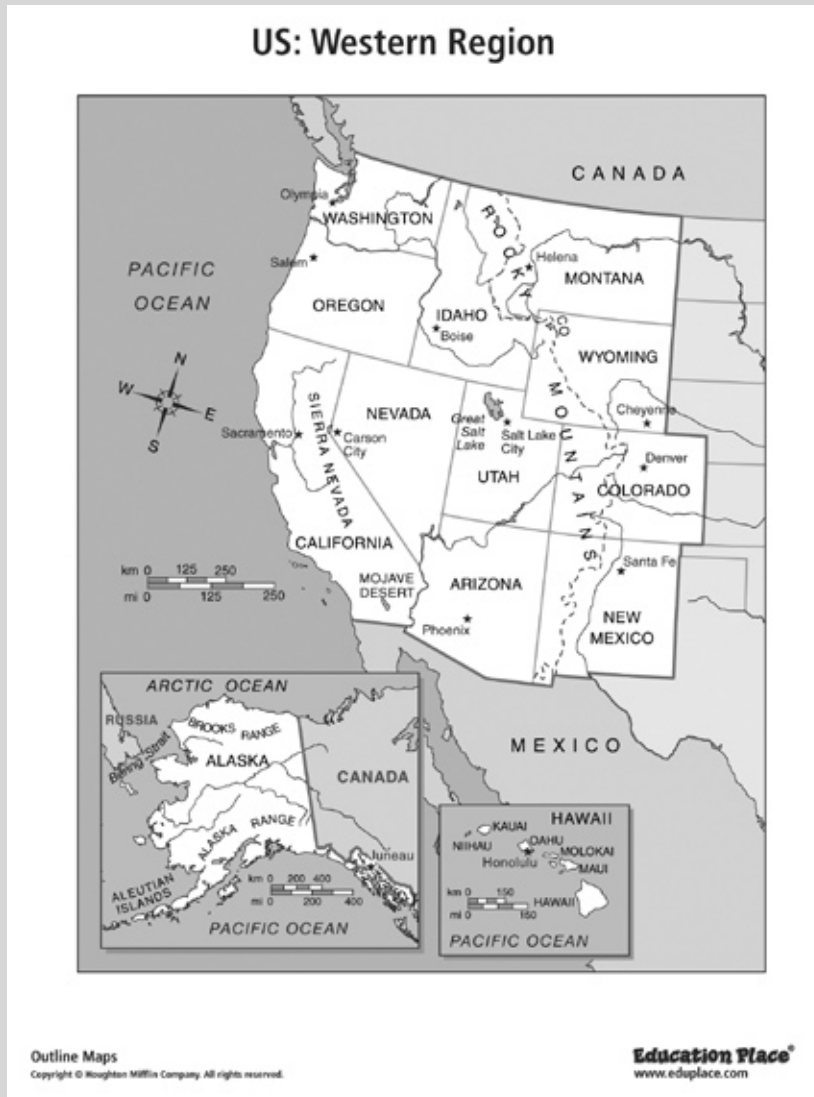 US: Western Region
CANADA
Olympia
WASHINGTON
ROCKY MOUNTAINS
Helena
Salem
MONTANA
PACIFIC
OCEAN
OREGON
IDAHO
Boise
CO
WYOMING
N
W
E
S
NEVADA
SIERRA NEVADA
Great
Salt
Lake
Salt Lake
City
Cheyenne
Sacramento
Carson
City
Denver
UTAH
COLORADO
CALIFORNIA
km 0 125 250
mi 0 125 250
MOJAVE
DESERT
ARIZONA
Santa Fe
Phoenix
NEW
MEXICO
ARCTIC OCEAN
RUSSIA
BROOKS RANGE
Bering Strait
ALASKA
CANADA
MEXICO
ALASKA RANGE
Juneau
ALEUTIAN
ISLANDS
km 0 200 400
mi 0 200 400
PACIFIC OCEAN
HAWAII
KAUAI
NIIHAU
OAHU
Honolulu
MOLOKAI
MAUI
km 0 150
mi 0 150
HAWAII
PACIFIC OCEAN
Outline Maps
Copyright © Houghton Mifflin Company. All rights reserved.
Education Place®
www.eduplace.com